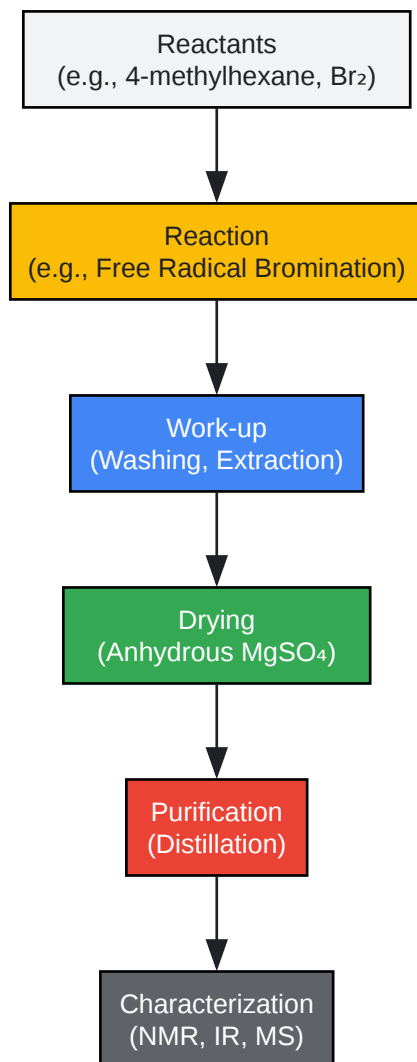 Reactants
(e.g., 4-methylhexane, Br₂)
Reaction
(e.g., Free Radical Bromination)
Work-up
(Washing, Extraction)
Drying
(Anhydrous MgSO₄)
Purification
(Distillation)
Characterization
(NMR, IR, MS)